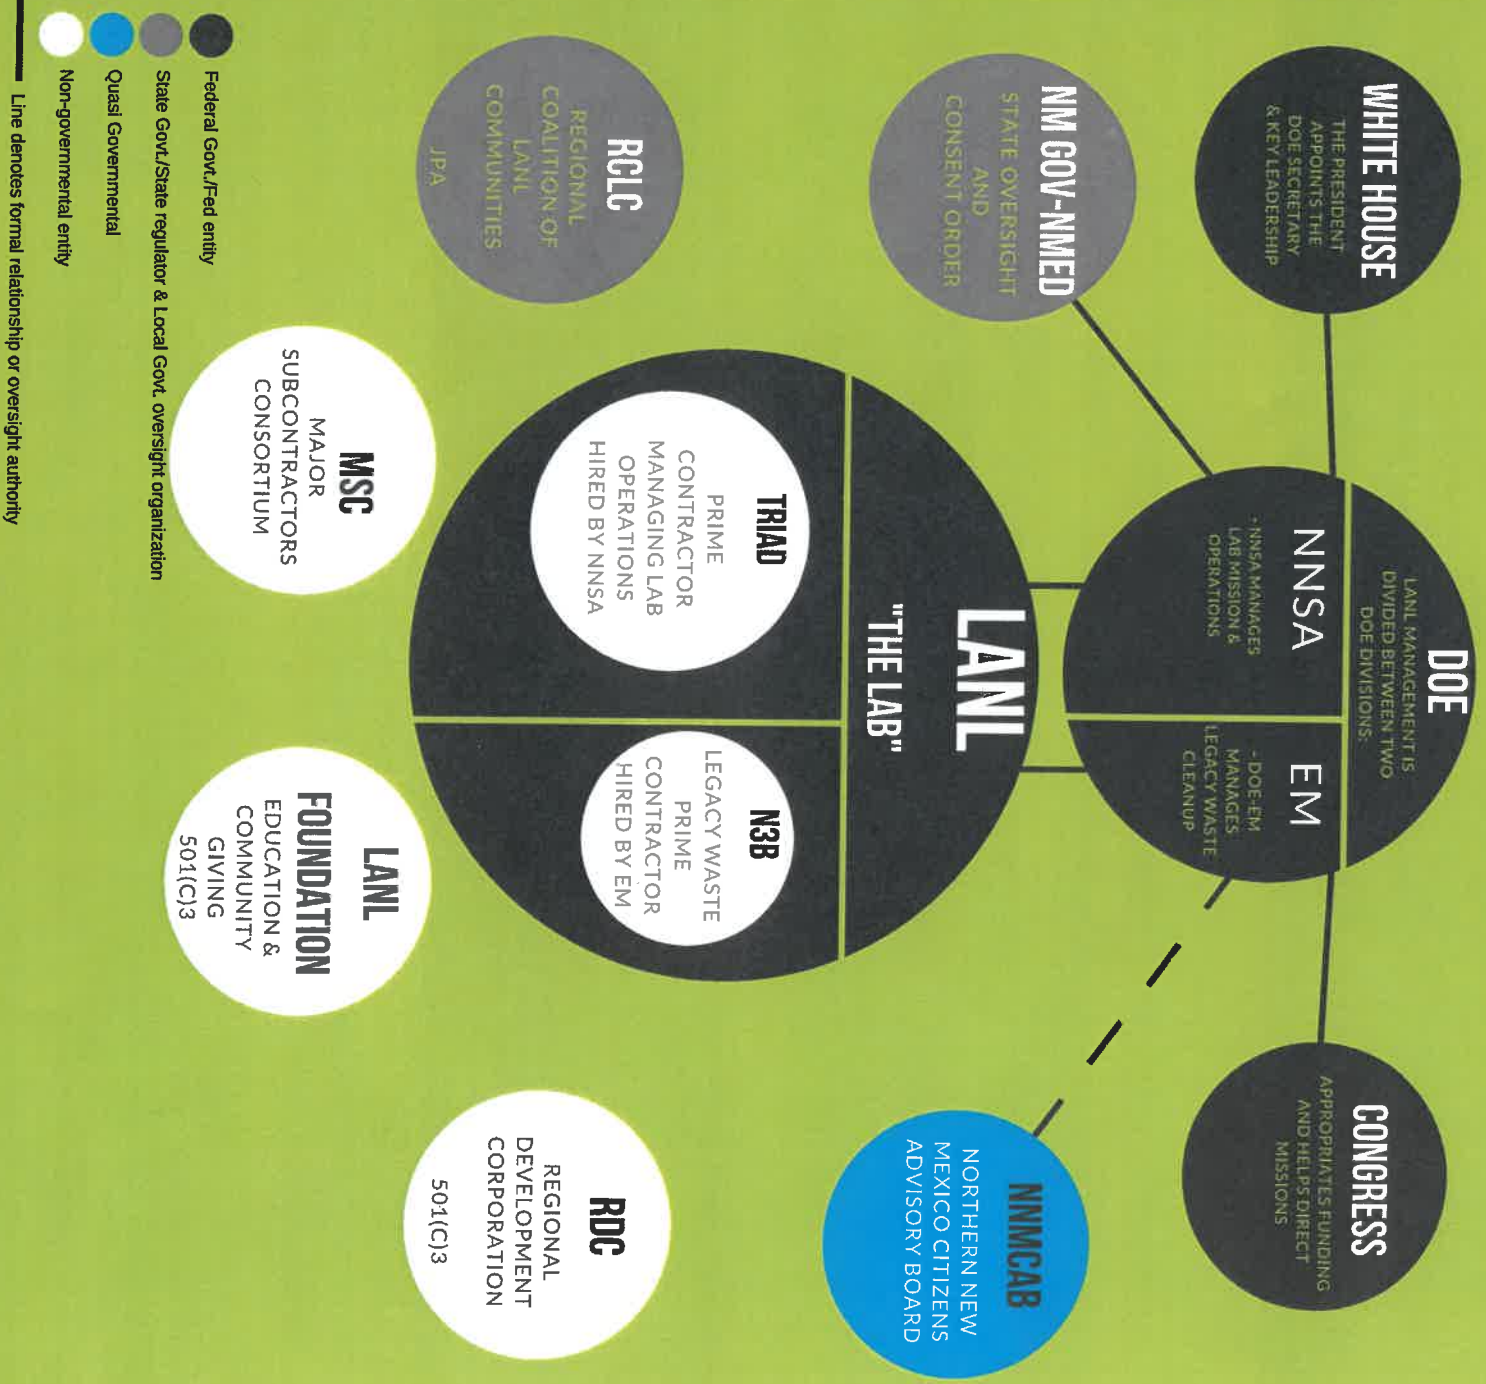 WHITE HOUSE
THE PRESIDENT
APPOINTS THE
DOE SECRETARY
& KEY LEADERSHIP
DOE
LANL MANAGEMENT IS
DIVIDED BETWEEN TWO
DOE DIVISIONS:
NNSA
- NNSA MANAGES
LAB MISSION &
OPERATIONS
EM
- DOE-EM
MANAGES
LEGACY WASTE
CLEANUP
CONGRESS
APPROPRIATES FUNDING
AND HELPS DIRECT
MISSIONS
NM GOV-NMED
STATE OVERSIGHT
AND
CONSENT ORDER
LANL
"THE LAB"
TRIAD
PRIME
CONTRACTOR
MANAGING LAB
OPERATIONS
HIRED BY NNSA
N3B
LEGACY WASTE
PRIME
CONTRACTOR
HIRED BY EM
NNMCAB
NORTHERN NEW
MEXICO CITIZENS
ADVISORY BOARD
RCLC
REGIONAL
COALITION OF
LANL
COMMUNITIES
JPA
MSC
MAJOR
SUBCONTRACTORS
CONSORTIUM
LANL
FOUNDATION
EDUCATION &
COMMUNITY
GIVING
501(C)3
RDC
REGIONAL
DEVELOPMENT
CORPORATION
501(C)3
Federal Govt./Fed entity
State Govt./State regulator & Local Govt. oversight organization
Quasi Governmental
Non-governmental entity
Line denotes formal relationship or oversight authority